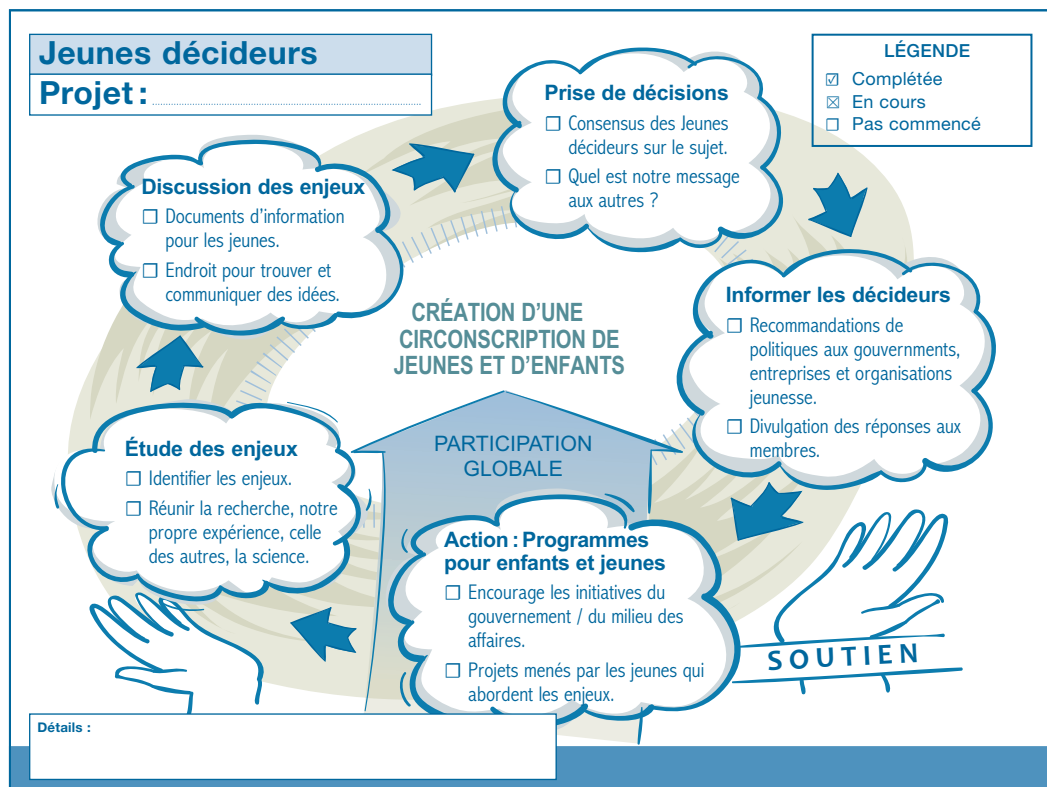 Jeunes décideurs
Projet :
LÉGENDE
☑ Complétée
☒ En cours
☐ Pas commencé
Prise de décisions
☐ Consensus des Jeunes
décideurs sur le sujet.
☐ Quel est notre message
aux autres ?
Discussion des enjeux
☐ Documents d'information
pour les jeunes.
☐ Endroit pour trouver et
communiquer des idées.
Informer les décideurs
☐ Recommandations de
politiques aux gouvernments,
entreprises et organisations
jeunesse.
☐ Divulgation des réponses aux
membres.
CRÉATION D'UNE
CIRCONSCRIPTION DE
JEUNES ET D'ENFANTS
PARTICIPATION
GLOBALE
Étude des enjeux
☐ Identifier les enjeux.
☐ Réunir la recherche, notre
propre expérience, celle
des autres, la science.
Action : Programmes
pour enfants et jeunes
☐ Encourage les initiatives du
gouvernement / du milieu des
affaires.
☐ Projets menés par les jeunes qui
abordent les enjeux.
SOUTIEN
Détails :